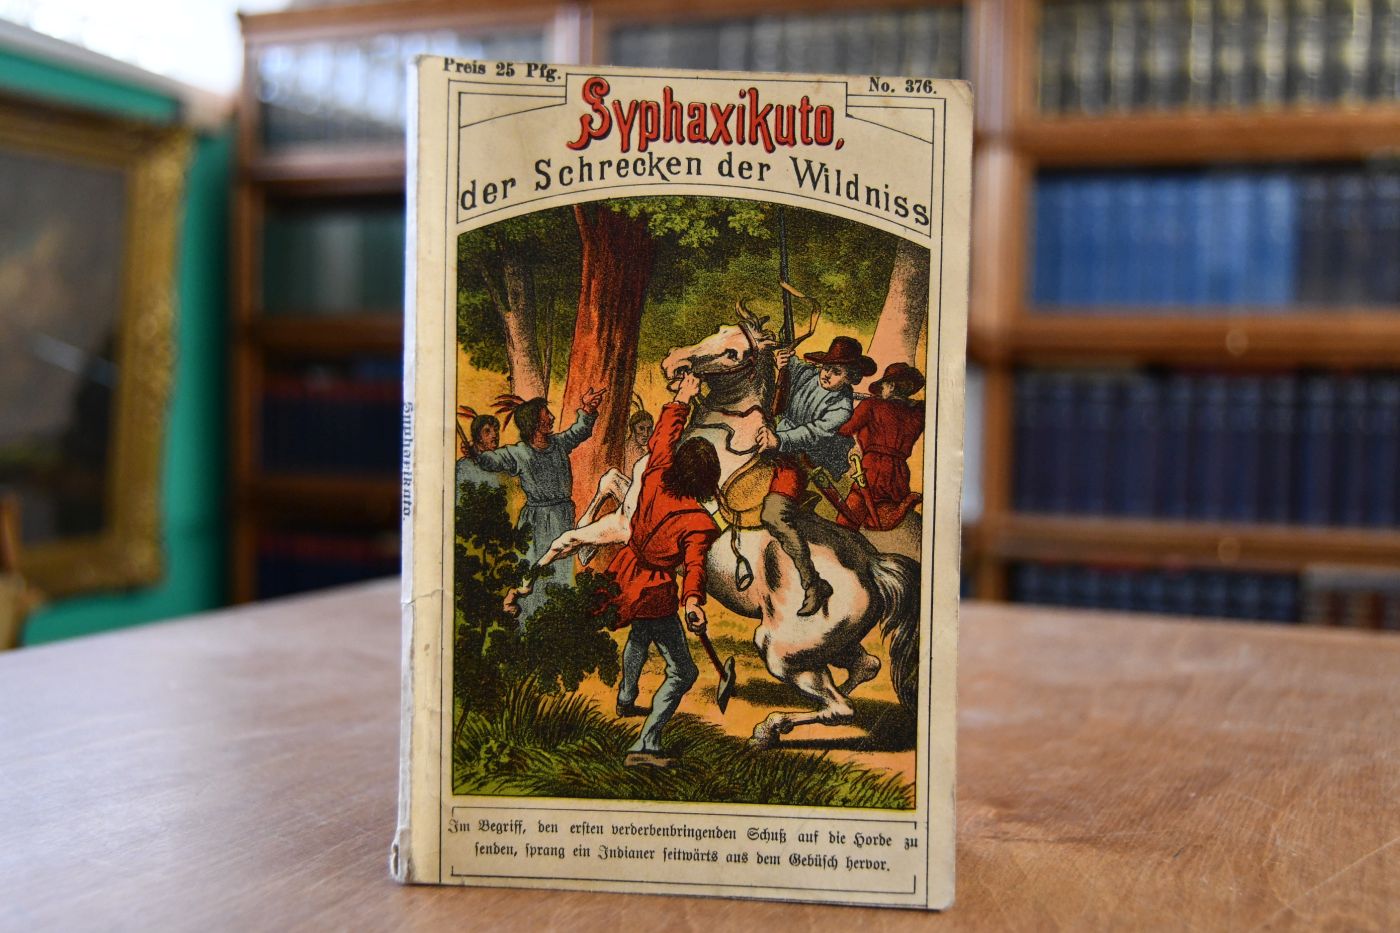 Preis 25 Pfg.
No. 376.
Syphaxikuto,
der Schrecken der Wildniss
Syphaxikuto.
Im Begriff, den ersten verderbenbringenden Schuß auf die Horde zu
senden, sprang ein Indianer seitwärts aus dem Gebüsch hervor.